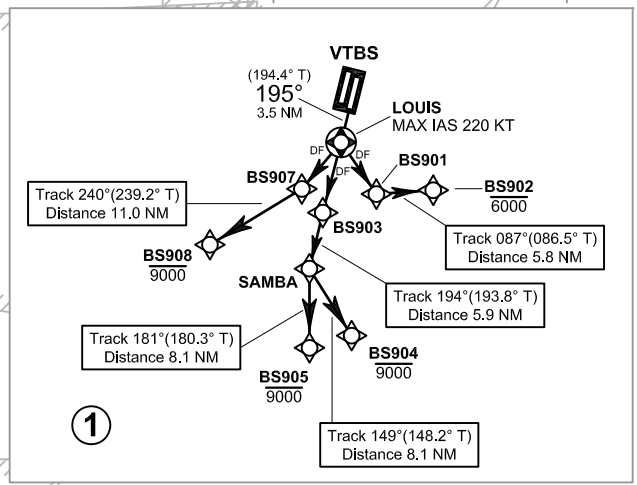 VTBS
(194.4° T)
195°
3.5 NM
LOUIS
MAX IAS 220 KT
DF
DF
DF
BS907
BS901
BS902
6000
Track 240°(239.2° T)
Distance 11.0 NM
BS903
Track 087°(086.5° T)
Distance 5.8 NM
BS908
9000
SAMBA
Track 194°(193.8° T)
Distance 5.9 NM
Track 181°(180.3° T)
Distance 8.1 NM
BS904
9000
BS905
9000
1
Track 149°(148.2° T)
Distance 8.1 NM